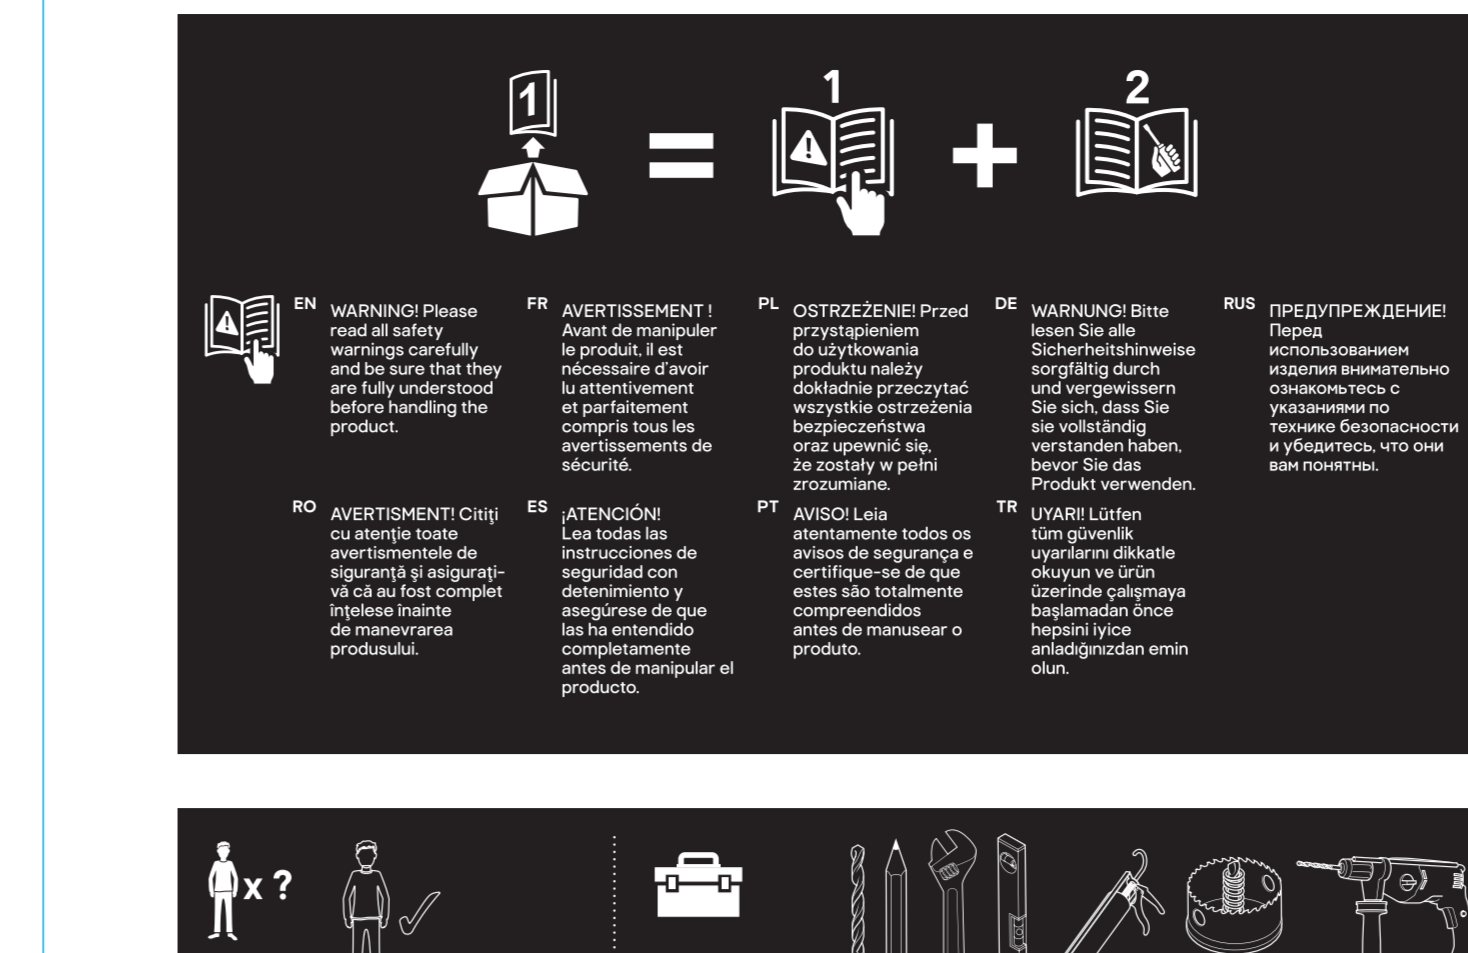 1
1
2
EN
WARNING! Please
read all safety
warnings carefully
and be sure that they
are fully understood
before handling the
product.
FR
AVERTISSEMENT !
Avant de manipuler
le produit, il est
nécessaire d’avoir
lu attentivement
et parfaitement
compris tous les
avertissements de
sécurité.
PL
OSTRZEŻENIE! Przed
przystąpieniem
do użytkowania
produktu należy
dokładnie przeczytać
wszystkie ostrzeżenia
bezpieczeństwa
oraz upewnić się,
że zostały w pełni
zrozumiane.
DE
WARNUNG! Bitte
lesen Sie alle
Sicherheitshinweise
sorgfältig durch
und vergewissern
Sie sich, dass Sie
sie vollständig
verstanden haben,
bevor Sie das
Produkt verwenden.
RUS
ПРЕДУПРЕЖДЕНИЕ!
Перед
использованием
изделия внимательно
ознакомьтесь с
указаниями по
технике безопасности
и убедитесь, что они
вам понятны.
RO
AVERTISMENT! Citiţi
cu atenţie toate
avertismentele de
siguranţă şi asiguraţi-
vă că au fost complet
înţelese înainte
de manevrarea
produsului.
ES
¡ATENCIÓN!
Lea todas las
instrucciones de
seguridad con
detenimiento y
asegúrese de que
las ha entendido
completamente
antes de manipular el
producto.
PT
AVISO! Leia
atentamente todos os
avisos de segurança e
certifique-se de que
estes são totalmente
compreendidos
antes de manusear o
produto.
TR
UYARI! Lütfen
tüm güvenlik
uyarılarını dikkatle
okuyun ve ürün
üzerinde çalışmaya
başlamadan önce
hepsini iyice
anladığınızdan emin
olun.
x ?